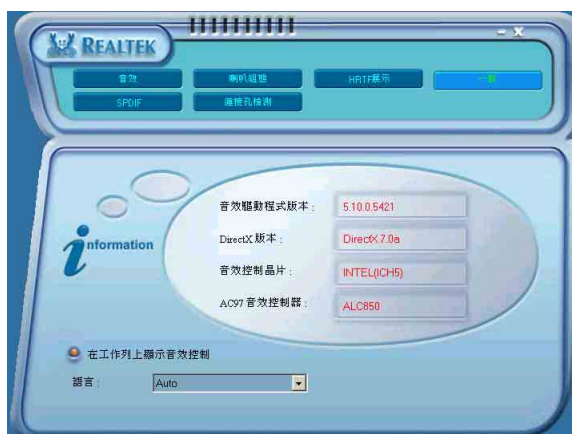 REALTEK
音效 喇叭組態 HRTF展示 一般
SPDIF 連接孔檢測
information
音效驅動程式版本： 5.10.0.5421
DirectX 版本： DirectX 7.0a
音效控制晶片： INTEL(ICH5)
AC97 音效控制器： ALC850
在工作列上顯示音效控制
語言： Auto